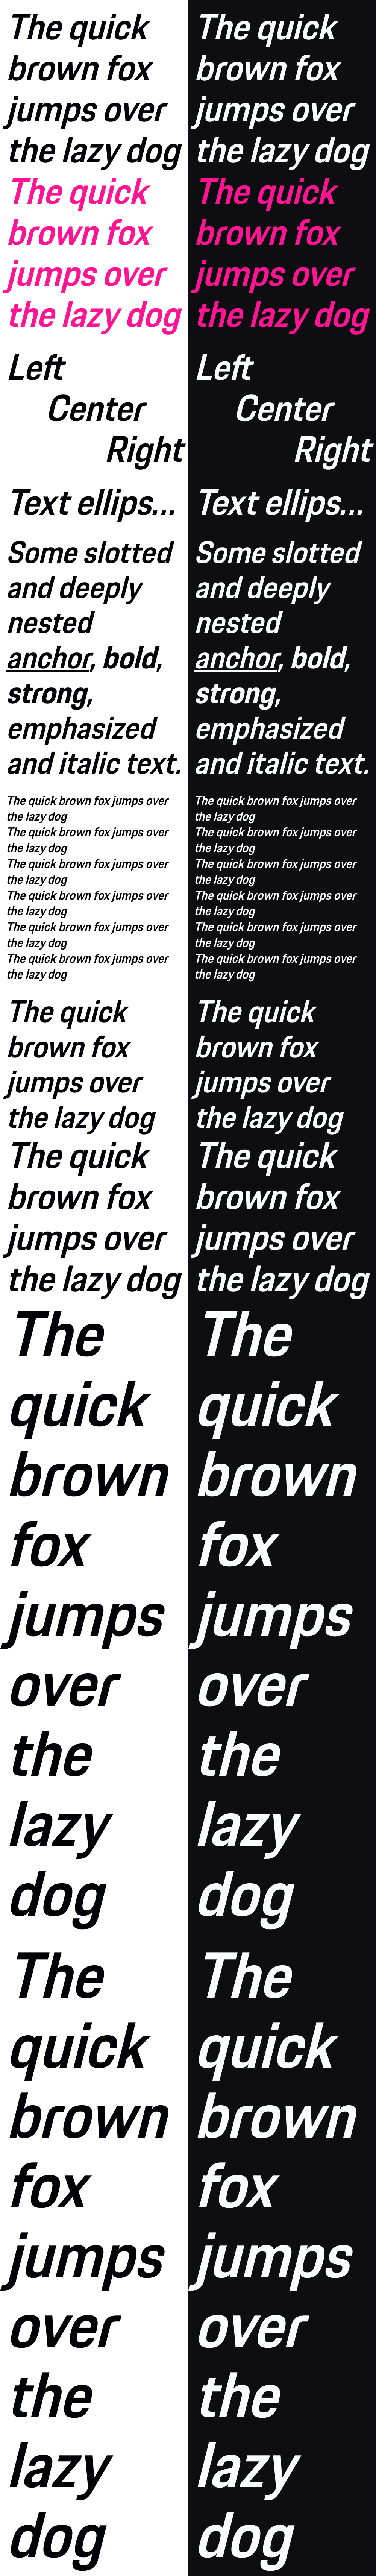 The quick
brown fox
jumps over
the lazy dog
The quick
brown fox
jumps over
the lazy dog
Left
Center
Right
Text ellips...
Some slotted
and deeply
nested
anchor, bold,
strong,
emphasized
and italic text.
The quick brown fox jumps over
the lazy dog
The quick brown fox jumps over
the lazy dog
The quick brown fox jumps over
the lazy dog
The quick brown fox jumps over
the lazy dog
The quick brown fox jumps over
the lazy dog
The quick brown fox jumps over
the lazy dog
The quick
brown fox
jumps over
the lazy dog
The quick
brown fox
jumps over
the lazy dog
The
quick
brown
fox
jumps
over
the
lazy
dog
The
quick
brown
fox
jumps
over
the
lazy
dog
The quick
brown fox
jumps over
the lazy dog
The quick
brown fox
jumps over
the lazy dog
Left
Center
Right
Text ellips...
Some slotted
and deeply
nested
anchor, bold,
strong,
emphasized
and italic text.
The quick brown fox jumps over
the lazy dog
The quick brown fox jumps over
the lazy dog
The quick brown fox jumps over
the lazy dog
The quick brown fox jumps over
the lazy dog
The quick brown fox jumps over
the lazy dog
The quick brown fox jumps over
the lazy dog
The quick
brown fox
jumps over
the lazy dog
The quick
brown fox
jumps over
the lazy dog
The
quick
brown
fox
jumps
over
the
lazy
dog
The
quick
brown
fox
jumps
over
the
lazy
dog